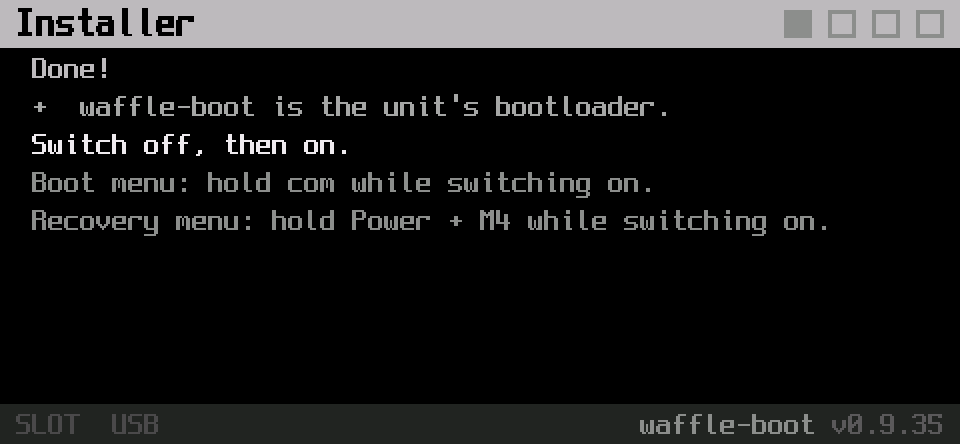 Installer
Done!
+ waffle-boot is the unit's bootloader.
Switch off, then on.
Boot menu: hold com while switching on.
Recovery menu: hold Power + M4 while switching on.
SLOT USB waffle-boot v0.9.35